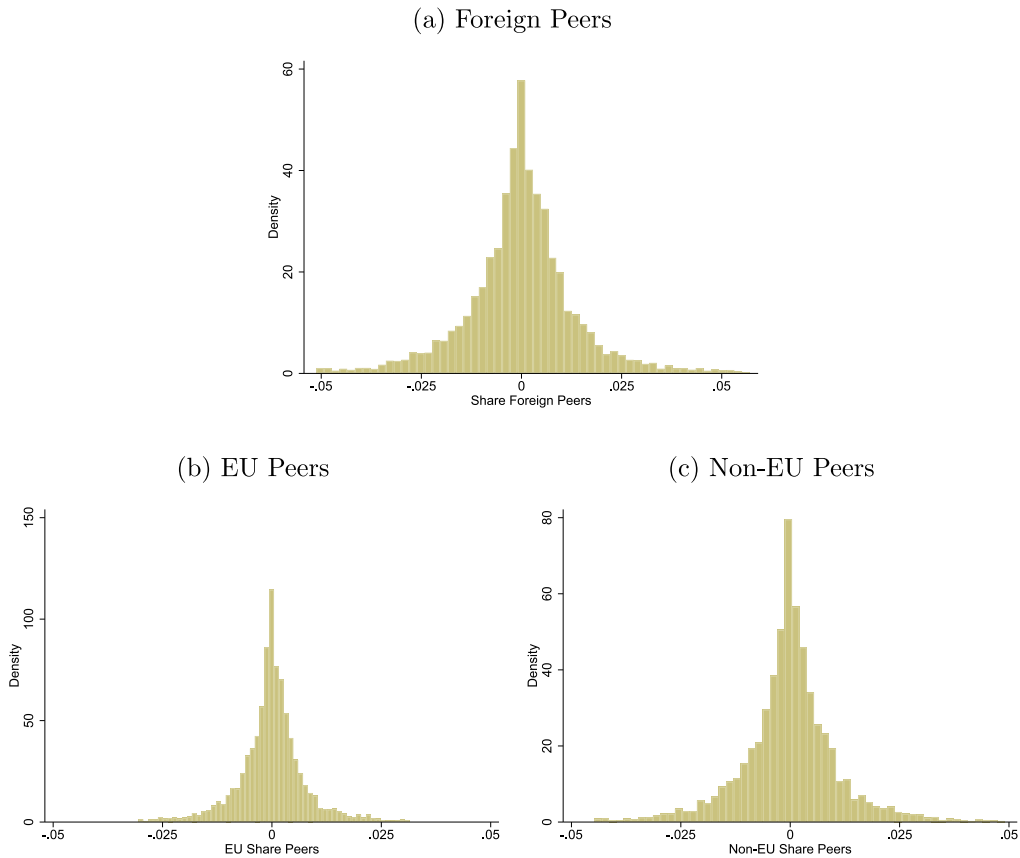 (a) Foreign Peers
60
40
20
0
Density
-.05 -.025 0 .025 .05
Share Foreign Peers
(b) EU Peers
150
100
50
0
Density
-.05 -.025 0 .025 .05
EU Share Peers
(c) Non-EU Peers
80
60
40
20
0
Density
-.05 -.025 0 .025 .05
Non-EU Share Peers